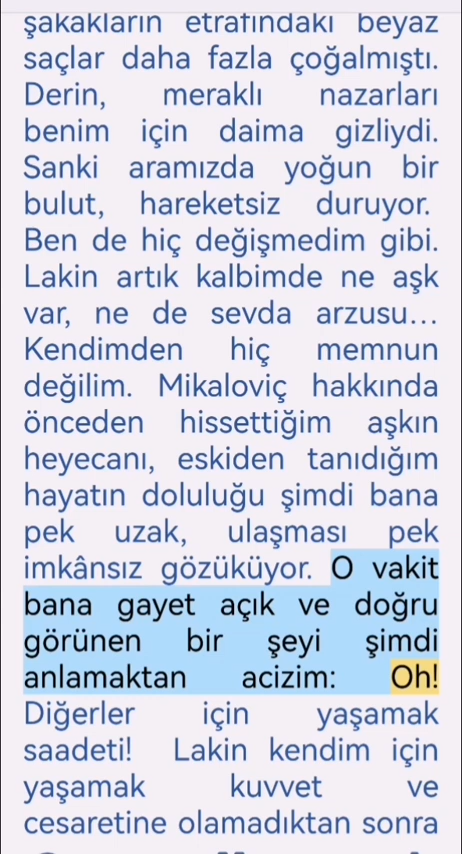 şakakların etrafındaki beyaz
saçlar daha fazla çoğalmıştı.
Derin, meraklı nazarları
benim için daima gizliydi.
Sanki aramızda yoğun bir
bulut, hareketsiz duruyor.
Ben de hiç değişmedim gibi.
Lakin artık kalbimde ne aşk
var, ne de sevda arzusu...
Kendimden hiç memnun
değilim. Mikaloviç hakkında
önceden hissettiğim aşkın
heyecanı, eskiden tanıdığım
hayatın doluluğu şimdi bana
pek uzak, ulaşması pek
imkânsız gözüküyor. O vakit
bana gayet açık ve doğru
görünen bir şeyi şimdi
anlamaktan acizim: Oh!
Diğerler için yaşamak
saadeti! Lakin kendim için
yaşamak kuvvet ve
cesaretine olamadıktan sonra